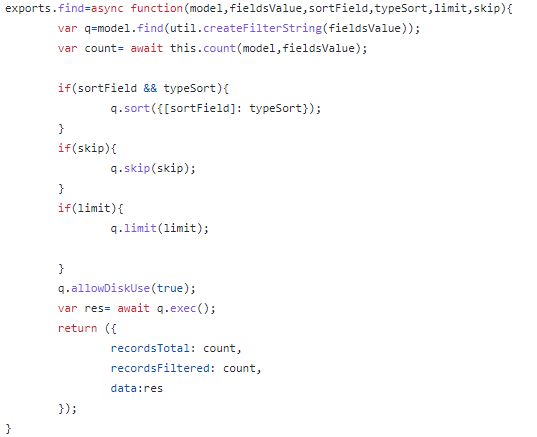 exports.find=async function(model,fieldsValue,sortField,typeSort,limit,skip){
        var q=model.find(util.createFilterString(fieldsValue));
        var count= await this.count(model,fieldsValue);

        if(sortField && typeSort){
                q.sort({[sortField]: typeSort});
        }
        if(skip){
                q.skip(skip);
        }
        if(limit){
                q.limit(limit);

        }
        q.allowDiskUse(true);
        var res= await q.exec();
        return ({
                recordsTotal: count,
                recordsFiltered: count,
                data:res
        });
}